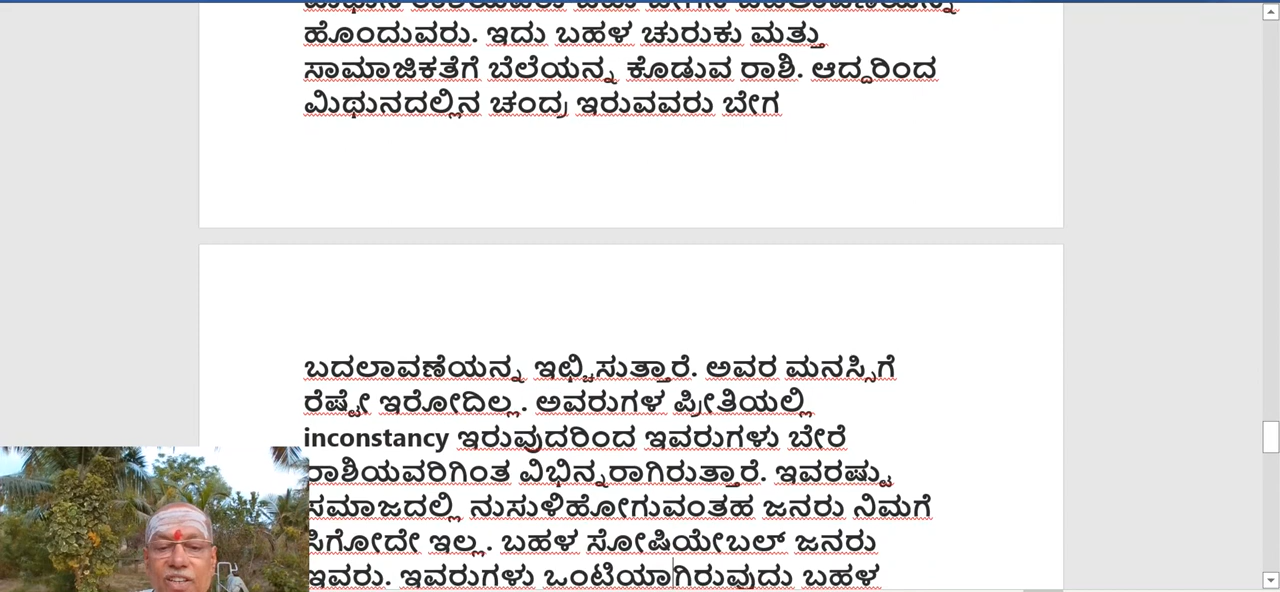 ಹೊಂದುವರು. ಇದು ಬಹಳ ಚುರುಕು ಮತ್ತು
ಸಾಮಾಜಿಕತೆಗೆ ಬೆಲೆಯನ್ನ ಕೊಡುವ ರಾಶಿ. ಆದ್ದರಿಂದ
ಮಿಥುನದಲ್ಲಿನ ಚಂದ್ರ ಇರುವವರು ಬೇಗ
ಬದಲಾವಣೆಯನ್ನ ಇಚ್ಛಿಸುತ್ತಾರೆ. ಅವರ ಮನಸ್ಸಿಗೆ
ರೆಷ್ಟೇ ಇರೋದಿಲ್ಲ. ಅವರುಗಳ ಪ್ರೀತಿಯಲ್ಲಿ
inconstancy ಇರುವುದರಿಂದ ಇವರುಗಳು ಬೇರೆ
ರಾಶಿಯವರಿಗಿಂತ ವಿಭಿನ್ನರಾಗಿರುತ್ತಾರೆ. ಇವರಷ್ಟು
ಸಮಾಜದಲ್ಲಿ ನುಸುಳಿಹೋಗುವಂತಹ ಜನರು ನಿಮಗೆ
ಸಿಗೋದೇ ಇಲ್ಲ. ಬಹಳ ಸೋಷಿಯೇಬಲ್ ಜನರು
ಇವರು. ಇವರುಗಳು ಒಂಟಿಯಾಗಿರುವುದು ಬಹಳ